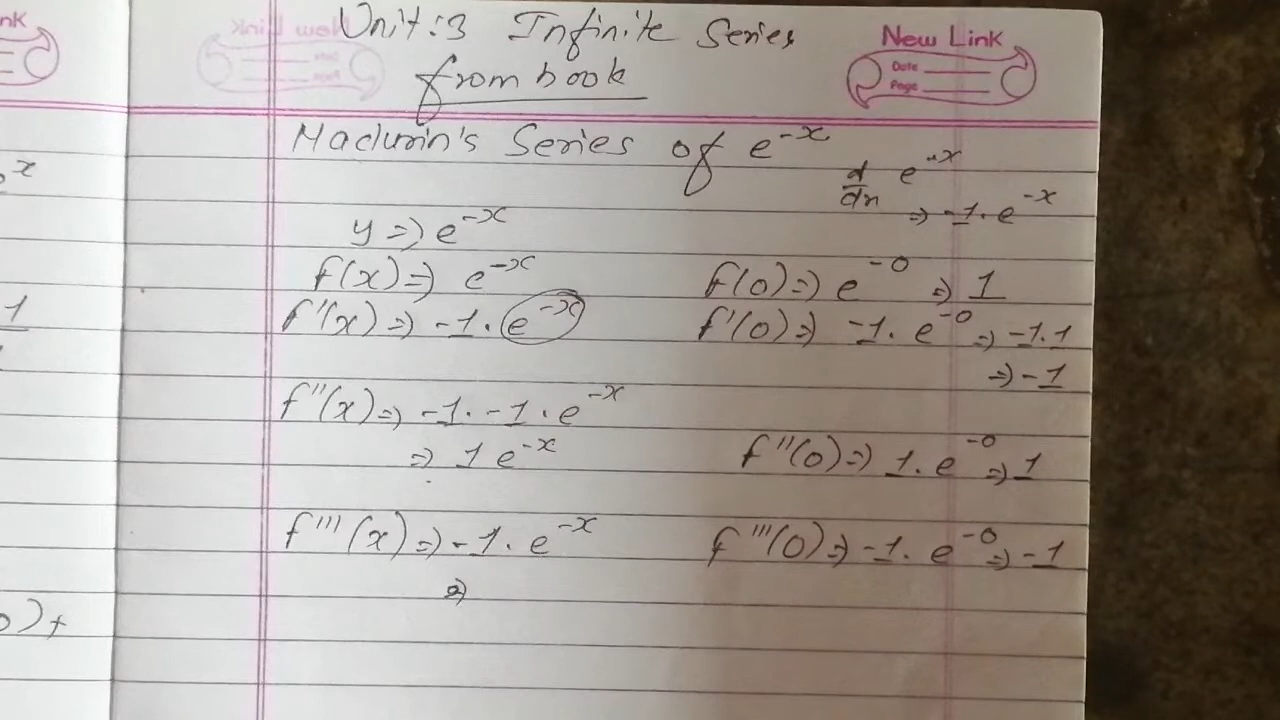 Unit:3 Infinite Series
from book
New Link
Date
Page
Maclurin's Series of e^-x
d/dx e^-x
⇒ -1. e^-x
y ⇒ e^-x
f(x) ⇒ e^-x f(0) ⇒ e^-0 ⇒ 1
f'(x) ⇒ -1. e^-x f'(0) ⇒ -1. e^-0 ⇒ -1.1
⇒ -1
f''(x) ⇒ -1. -1. e^-x
⇒ 1 e^-x f''(0) ⇒ 1. e^-0 ⇒ 1
f'''(x) ⇒ -1. e^-x f'''(0) ⇒ -1. e^-0 ⇒ -1
⇒